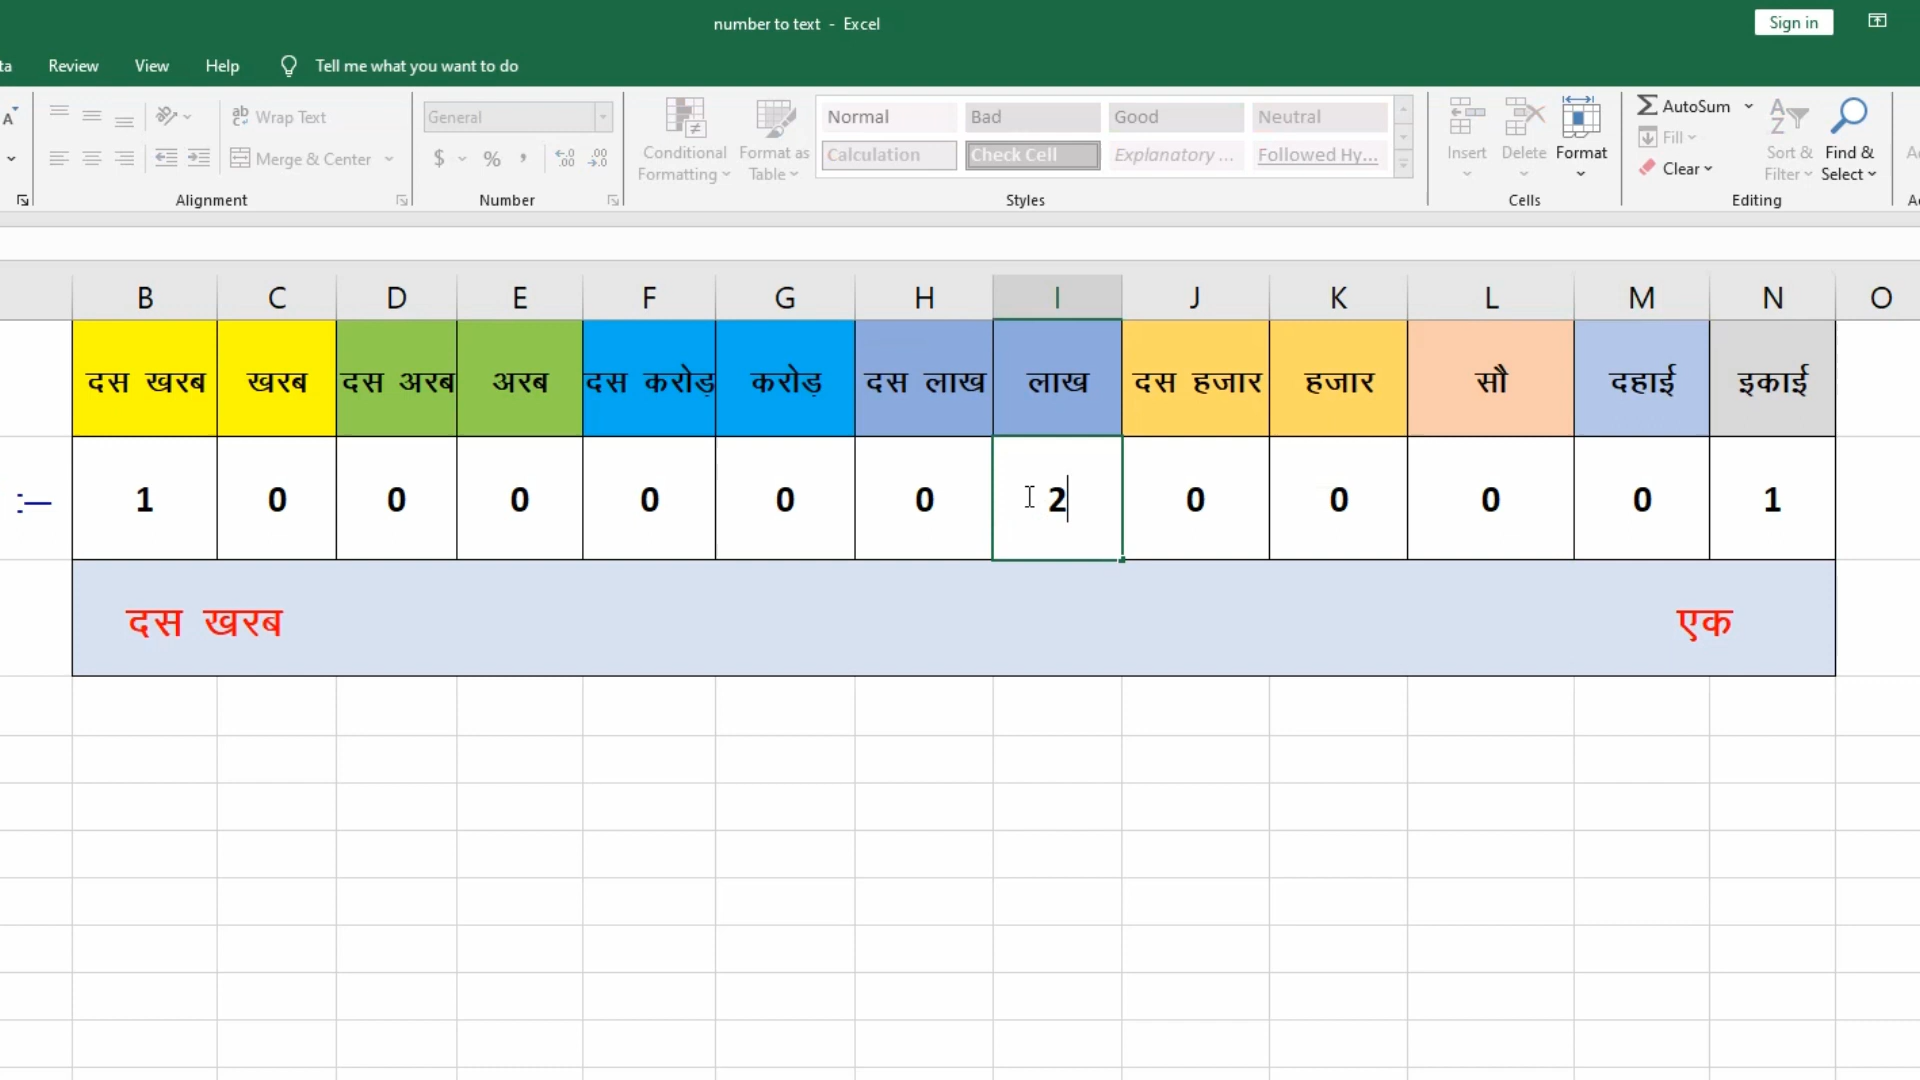 number to text - Excel
Sign in
ta Review View Help Tell me what you want to do
Wrap Text
Merge & Center
Alignment
General
$ % ,
Number
Conditional Formatting
Format as Table
Normal Bad Good Neutral
Calculation Check Cell Explanatory ... Followed Hy...
Styles
Insert Delete Format
Cells
AutoSum
Fill
Clear
Sort & Filter
Find & Select
Editing
B C D E F G H I J K L M N O
दस खरब खरब दस अरब अरब दस करोड़ करोड़ दस लाख लाख दस हजार हजार सौ दहाई इकाई
:— 1 0 0 0 0 0 0 2 0 0 0 0 1
दस खरब एक